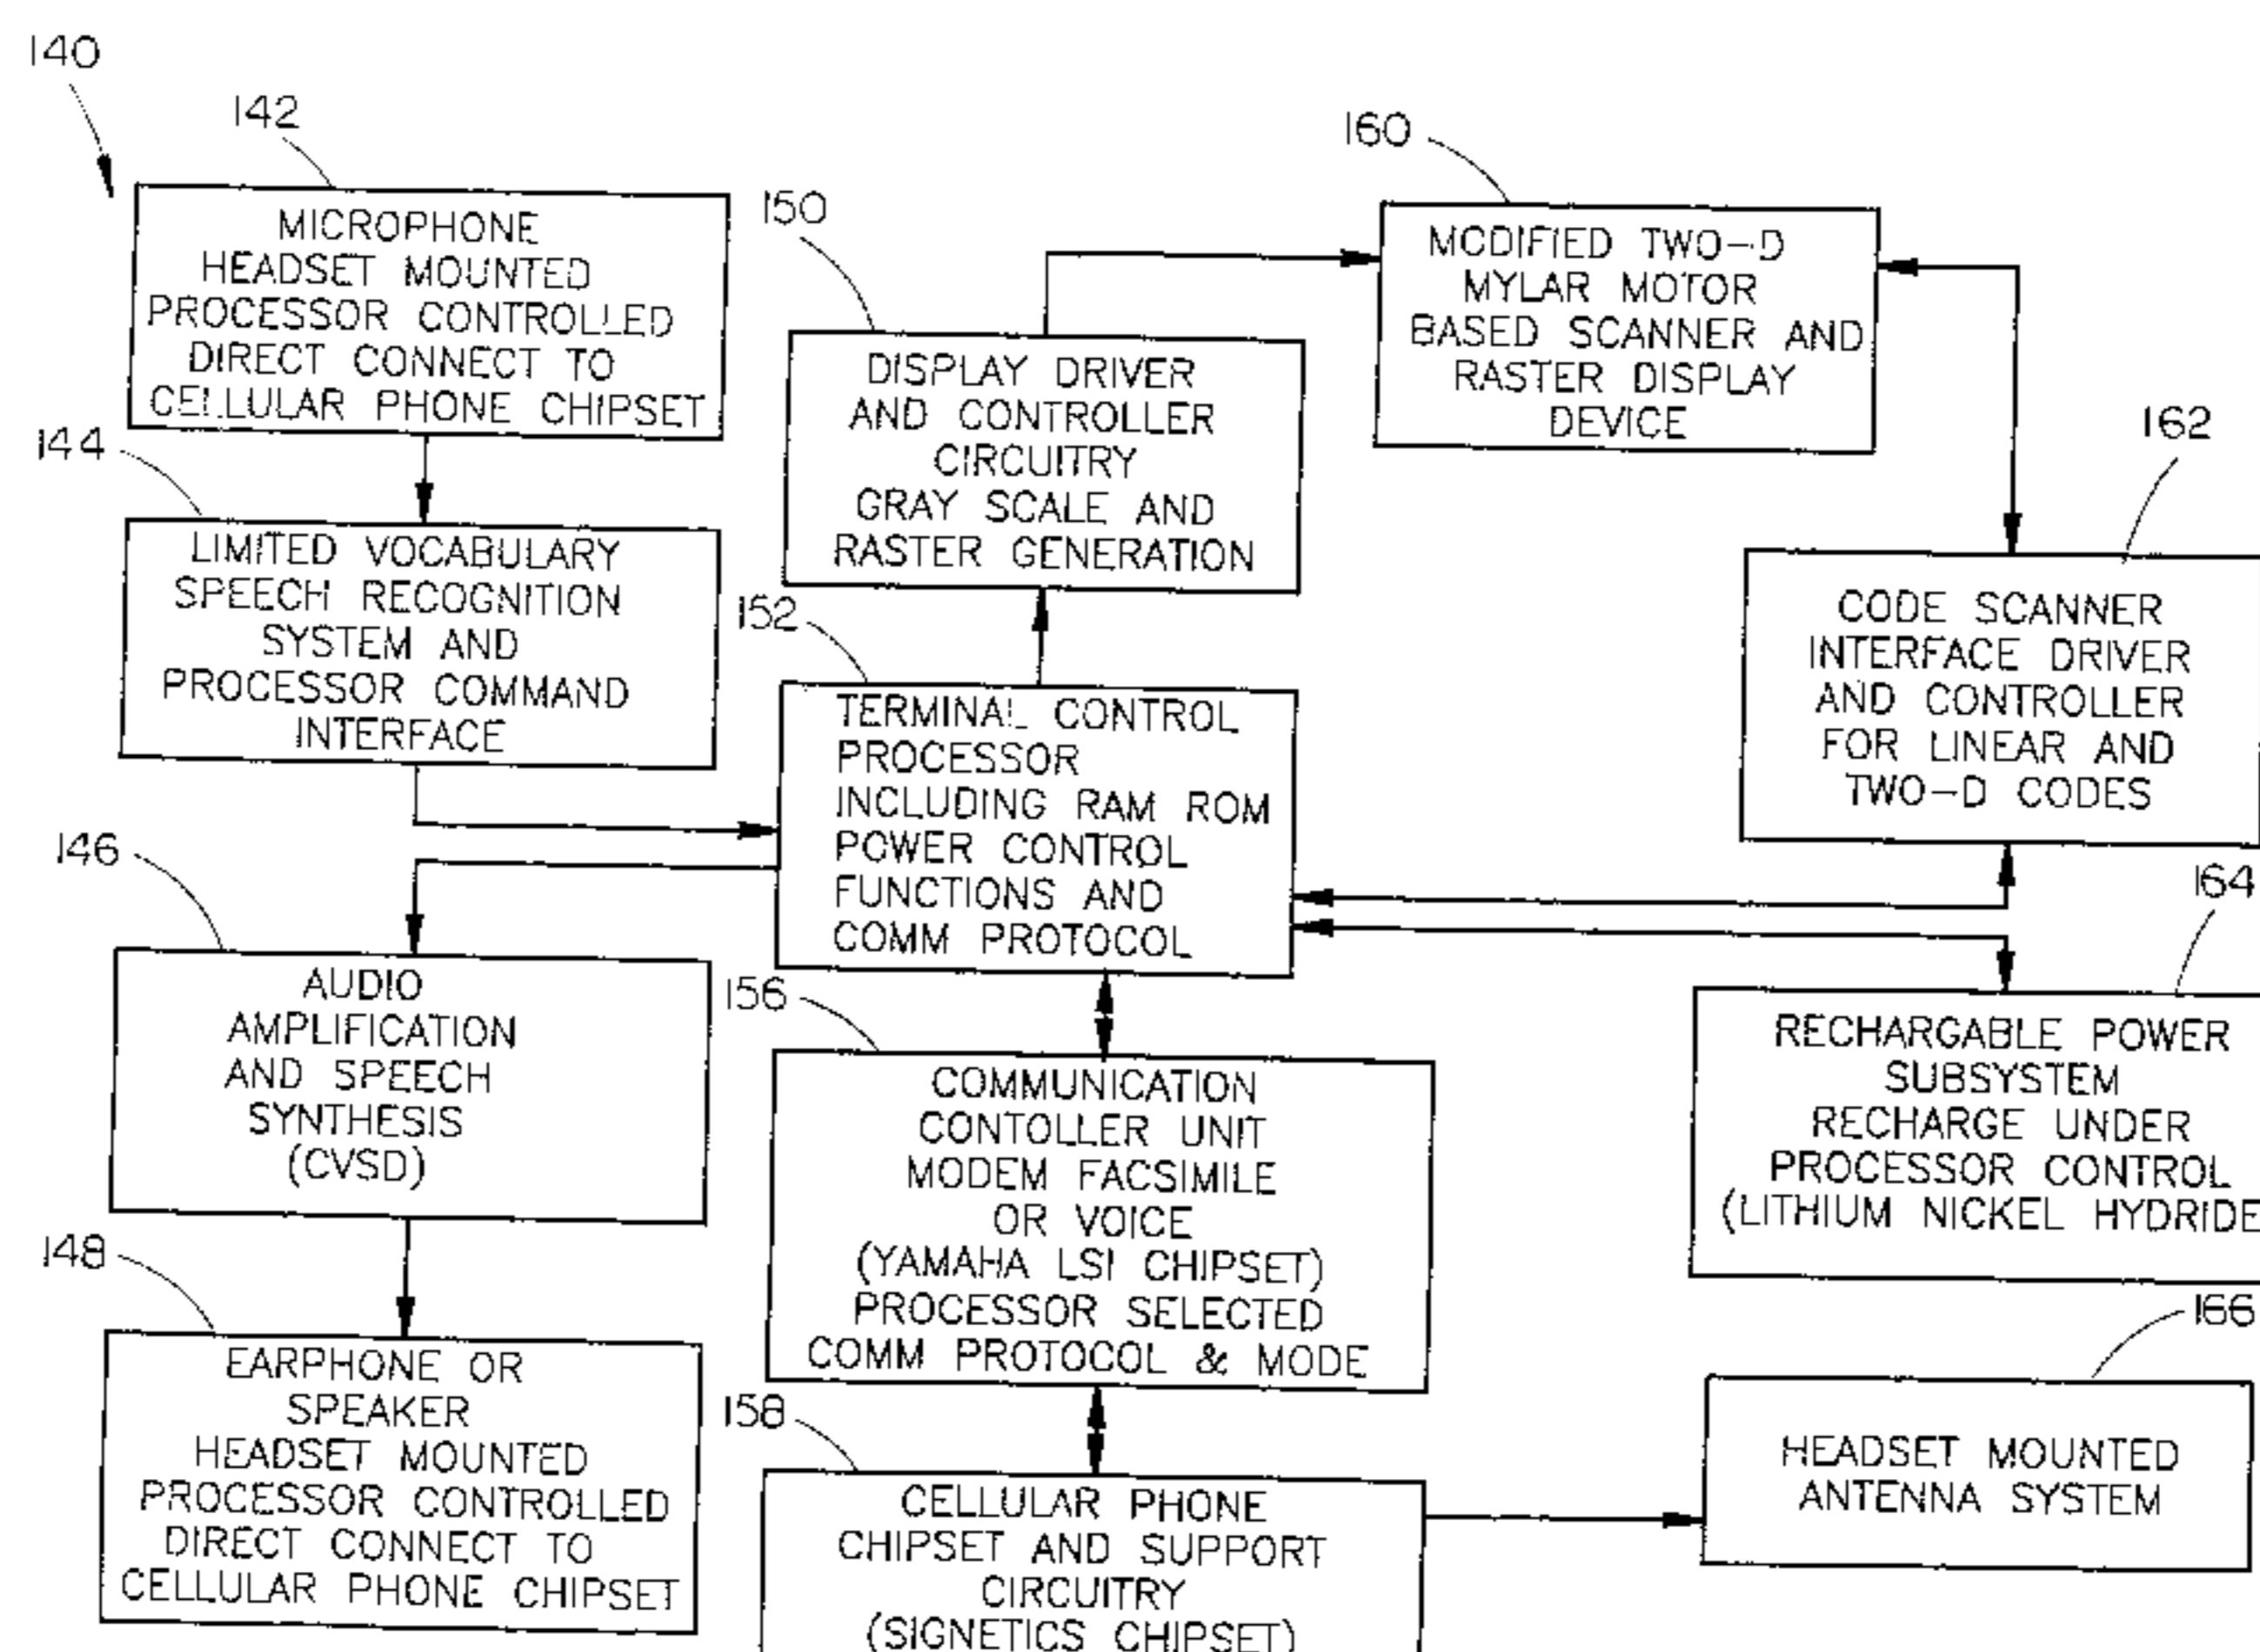 140
142
MICROPHONE
HEADSET MOUNTED
PROCESSOR CONTROLLED
DIRECT CONNECT TO
CELLULAR PHONE CHIPSET
144
LIMITED VOCABULARY
SPEECH RECOGNITION
SYSTEM AND
PROCESSOR COMMAND
INTERFACE
146
AUDIO
AMPLIFICATION
AND SPEECH
SYNTHESIS
(CVSD)
148
EARPHONE OR
SPEAKER
HEADSET MOUNTED
PROCESSOR CONTROLLED
DIRECT CONNECT TO
CELLULAR PHONE CHIPSET
150
DISPLAY DRIVER
AND CONTROLLER
CIRCUITRY
GRAY SCALE AND
RASTER GENERATION
152
TERMINAL CONTROL
PROCESSOR
INCLUDING RAM ROM
POWER CONTROL
FUNCTIONS AND
COMM PROTOCOL
156
COMMUNICATION
CONTOLLER UNIT
MODEM FACSIMILE
OR VOICE
(YAMAHA LSI CHIPSET)
PROCESSOR SELECTED
COMM PROTOCOL & MODE
158
CELLULAR PHONE
CHIPSET AND SUPPORT
CIRCUITRY
(SIGNETICS CHIPSET)
160
MODIFIED TWO-D
MYLAR MOTOR
BASED SCANNER AND
RASTER DISPLAY
DEVICE
162
CODE SCANNER
INTERFACE DRIVER
AND CONTROLLER
FOR LINEAR AND
TWO-D CODES
164
RECHARGABLE POWER
SUBSYSTEM
RECHARGE UNDER
PROCESSOR CONTROL
(LITHIUM NICKEL HYDRIDE
166
HEADSET MOUNTED
ANTENNA SYSTEM